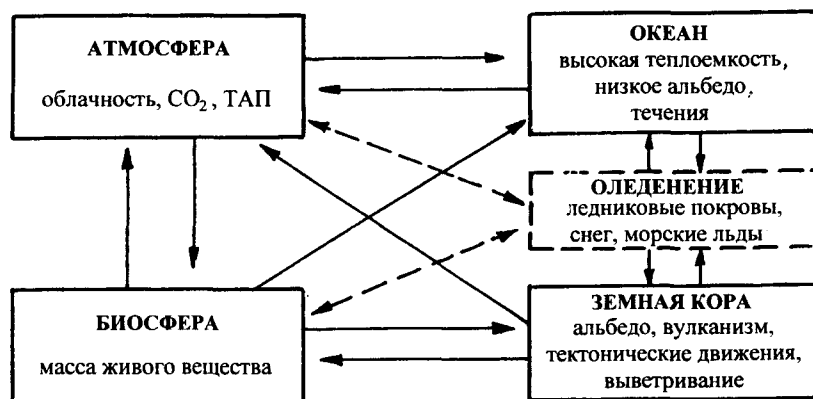 АТМОСФЕРА
облачность, CO₂, ТАП
ОКЕАН
высокая теплоемкость,
низкое альбедо,
течения
ОЛЕДЕНЕНИЕ
ледниковые покровы,
снег, морские льды
БИОСФЕРА
масса живого вещества
ЗЕМНАЯ КОРА
альбедо, вулканизм,
тектонические движения,
выветривание